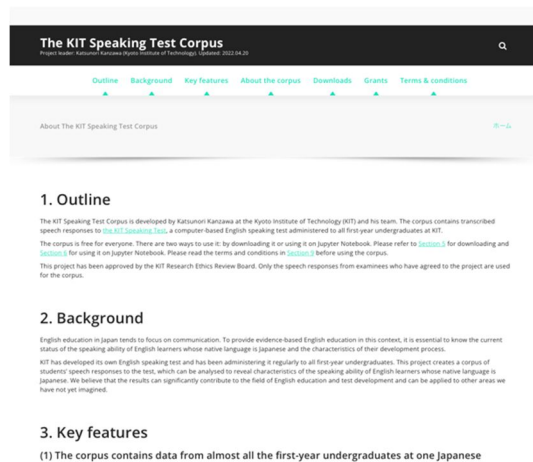 The KIT Speaking Test Corpus
Project leader: Katsunori Kanzawa (Kyoto Institute of Technology). Updated: 2022.04.20
Outline Background Key features About the corpus Downloads Grants Terms & conditions
About The KIT Speaking Test Corpus ホーム
1. Outline
The KIT Speaking Test Corpus is developed by Katsunori Kanzawa at the Kyoto Institute of Technology (KIT) and his team. The corpus contains transcribed
speech responses to the KIT Speaking Test, a computer-based English speaking test administered to all first-year undergraduates at KIT.
The corpus is free for everyone. There are two ways to use it: by downloading it or using it on Jupyter Notebook. Please refer to Section 5 for downloading and
Section 6 for using it on Jupyter Notebook. Please read the terms and conditions in Section 9 before using the corpus.
This project has been approved by the KIT Research Ethics Review Board. Only the speech responses from examinees who have agreed to the project are used
for the corpus.
2. Background
English education in Japan tends to focus on communication. To provide evidence-based English education in this context, it is essential to know the current
status of the speaking ability of English learners whose native language is Japanese and the characteristics of their development process.
KIT has developed its own English speaking test and has been administering it regularly to all first-year undergraduates. This project creates a corpus of
students' speech responses to the test, which can be analysed to reveal characteristics of the speaking ability of English learners whose native language is
Japanese. We believe that the results can significantly contribute to the field of English education and test development and can be applied to other areas we
have not yet imagined.
3. Key features
(1) The corpus contains data from almost all the first-year undergraduates at one Japanese